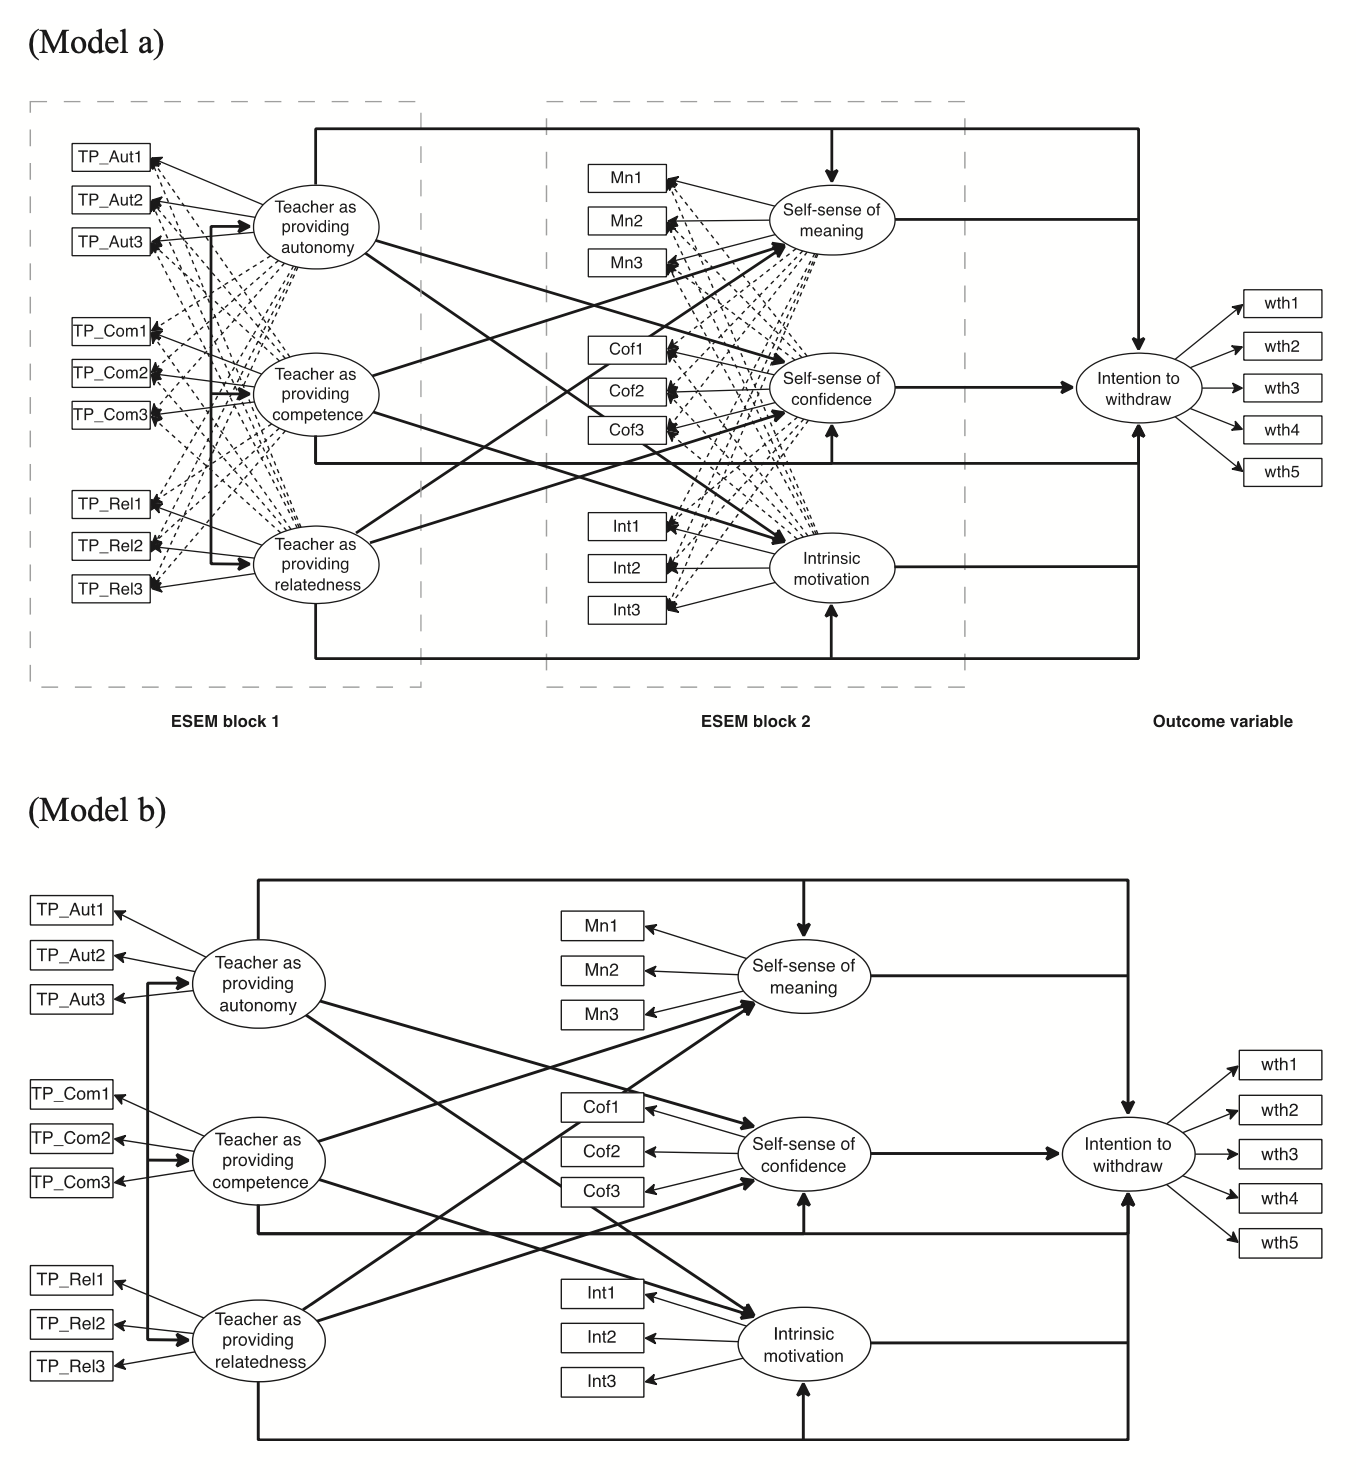 (Model a)
TP_Aut1
TP_Aut2
TP_Aut3
TP_Com1
TP_Com2
TP_Com3
TP_Rel1
TP_Rel2
TP_Rel3
Teacher as
providing
autonomy
Teacher as
providing
competence
Teacher as
providing
relatedness
Mn1
Mn2
Mn3
Cof1
Cof2
Cof3
Int1
Int2
Int3
Self-sense of
meaning
Self-sense of
confidence
Intrinsic
motivation
Intention to
withdraw
wth1
wth2
wth3
wth4
wth5
ESEM block 1
ESEM block 2
Outcome variable
(Model b)
TP_Aut1
TP_Aut2
TP_Aut3
TP_Com1
TP_Com2
TP_Com3
TP_Rel1
TP_Rel2
TP_Rel3
Teacher as
providing
autonomy
Teacher as
providing
competence
Teacher as
providing
relatedness
Mn1
Mn2
Mn3
Cof1
Cof2
Cof3
Int1
Int2
Int3
Self-sense of
meaning
Self-sense of
confidence
Intrinsic
motivation
Intention to
withdraw
wth1
wth2
wth3
wth4
wth5